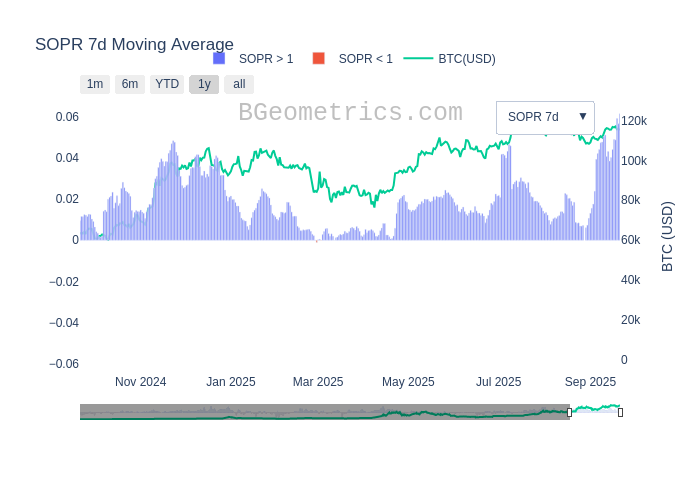 SOPR 7d Moving Average
SOPR > 1 SOPR < 1 BTC(USD)
1m 6m YTD 1y all
BGeometrics.com
SOPR 7d ▼
0.06
0.04
0.02
0
−0.02
−0.04
−0.06
120k
100k
80k
60k
40k
20k
0
BTC (USD)
Nov 2024 Jan 2025 Mar 2025 May 2025 Jul 2025 Sep 2025